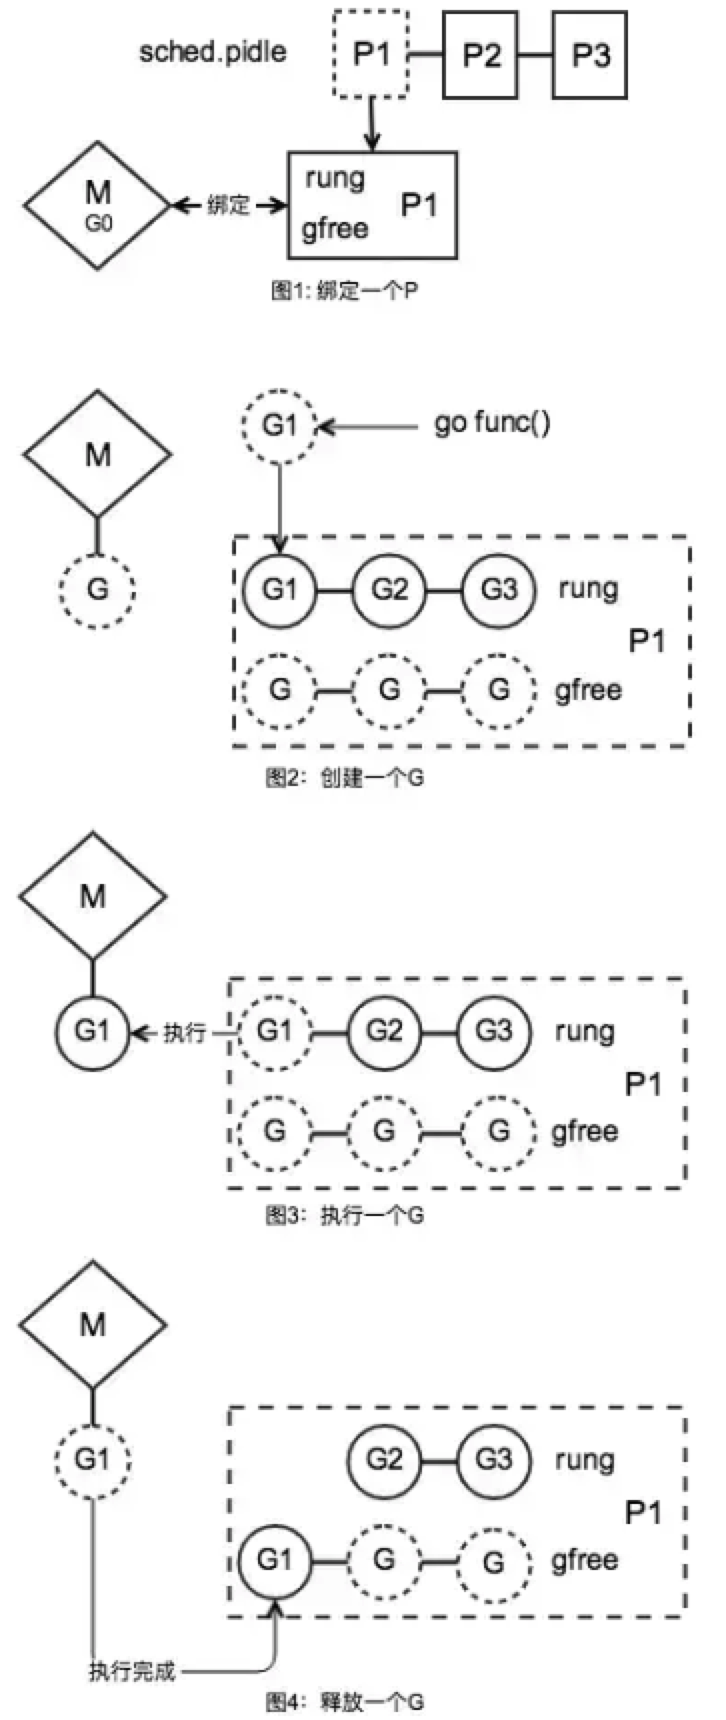 sched.pidle P1 P2 P3
M
G0
绑定
rung
gfree
P1
图1: 绑定一个P
G1 go func()
M
G
G1 G2 G3 rung
P1
G G G gfree
图2：创建一个G
M
G1 执行 G1 G2 G3 rung
P1
G G G gfree
图3：执行一个G
M
G1 G2 G3 rung
P1
G1 G G gfree
执行完成
图4：释放一个G